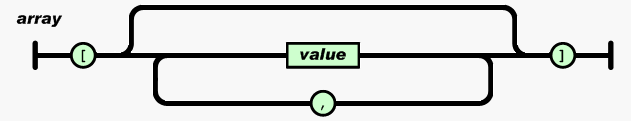 array
[ value ]
,